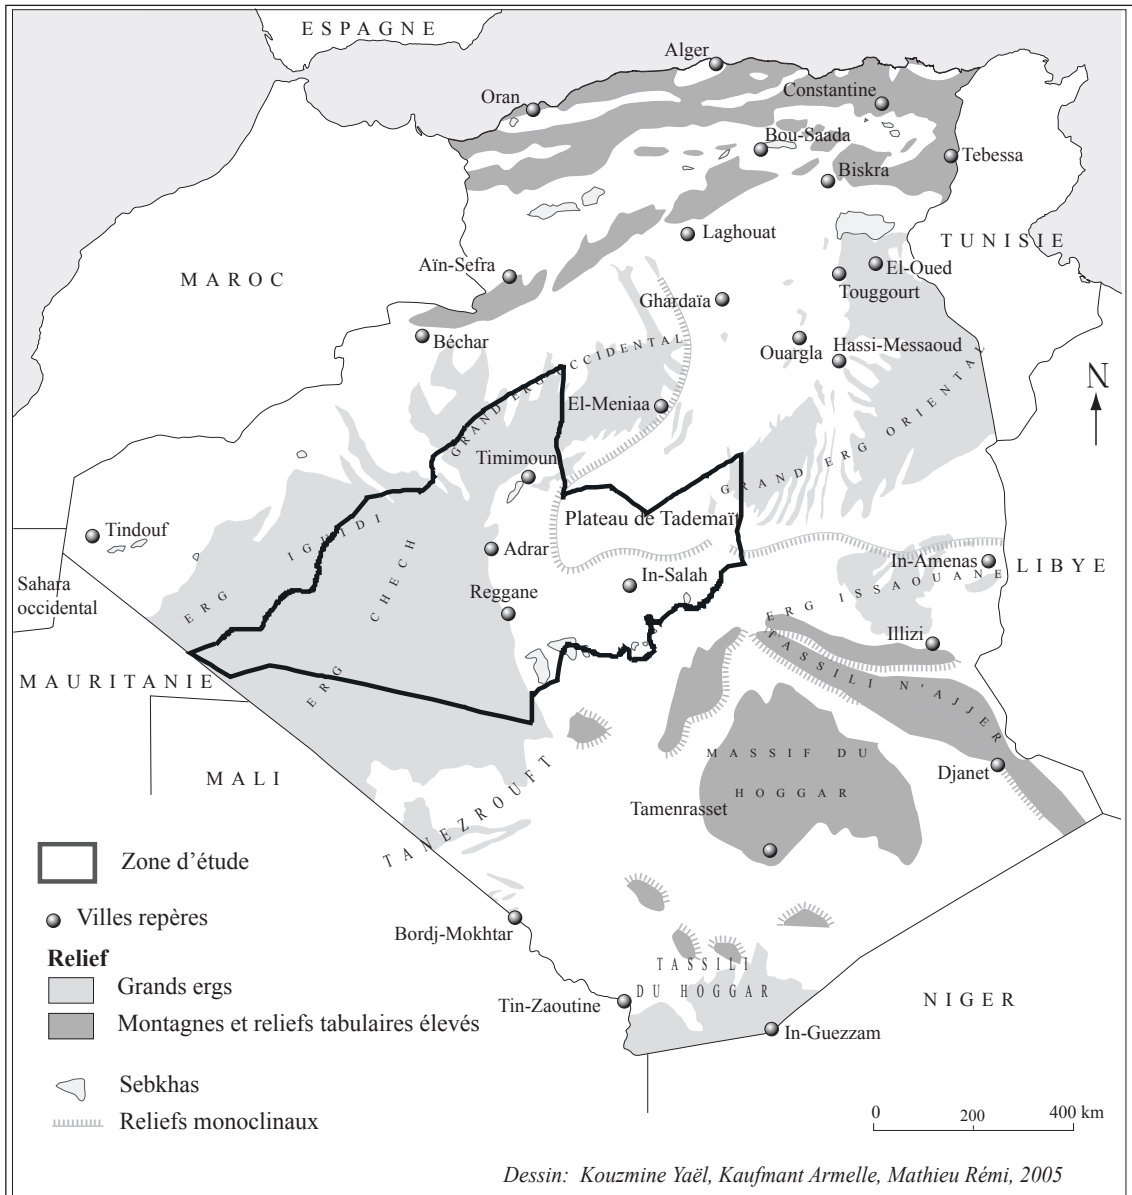 ESPAGNE
Alger
Oran
Constantine
Bou-Saada
Tebessa
Biskra
Laghouat
TUNISIE
MAROC
Aïn-Sefra
El-Oued
Touggourt
Ghardaïa
Béchar
Ouargla
Hassi-Messaoud
GRAND ERG OCCIDENTAL
N
El-Meniaa
GRAND ERG ORIENTAL
Timimoun
Plateau de Tademaït
Tindouf
ERG IGUIDI
Adrar
ERG CHECH
In-Salah
In-Amenas
LIBYE
Sahara
occidental
Reggane
ERG ISSAOUANE
Illizi
TASSILI N'AJJER
MAURITANIE
MASSIF DU
HOGGAR
Djanet
MALI
TANEZROUFT
Tamenrasset
Zone d'étude
Villes repères
Bordj-Mokhtar
Relief
Grands ergs
TASSILI
DU HOGGAR
Tin-Zaoutine
NIGER
Montagnes et reliefs tabulaires élevés
In-Guezzam
Sebkhas
Reliefs monoclinaux
0 200 400 km
Dessin: Kouzmine Yaël, Kaufmant Armelle, Mathieu Rémi, 2005